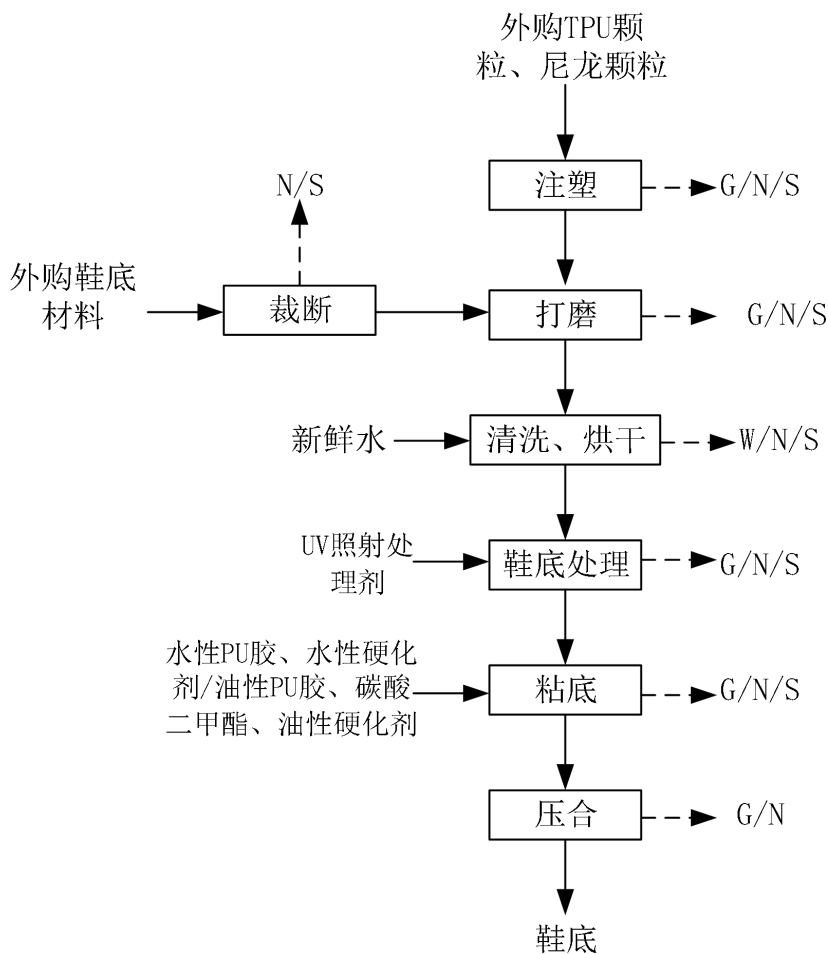 外购TPU颗
粒、尼龙颗粒
注塑
G/N/S
N/S
外购鞋底
材料
裁断
打磨
G/N/S
新鲜水
清洗、烘干
W/N/S
UV照射处
理剂
鞋底处理
G/N/S
水性PU胶、水性硬化
剂/油性PU胶、碳酸
二甲酯、油性硬化剂
粘底
G/N/S
压合
G/N
鞋底